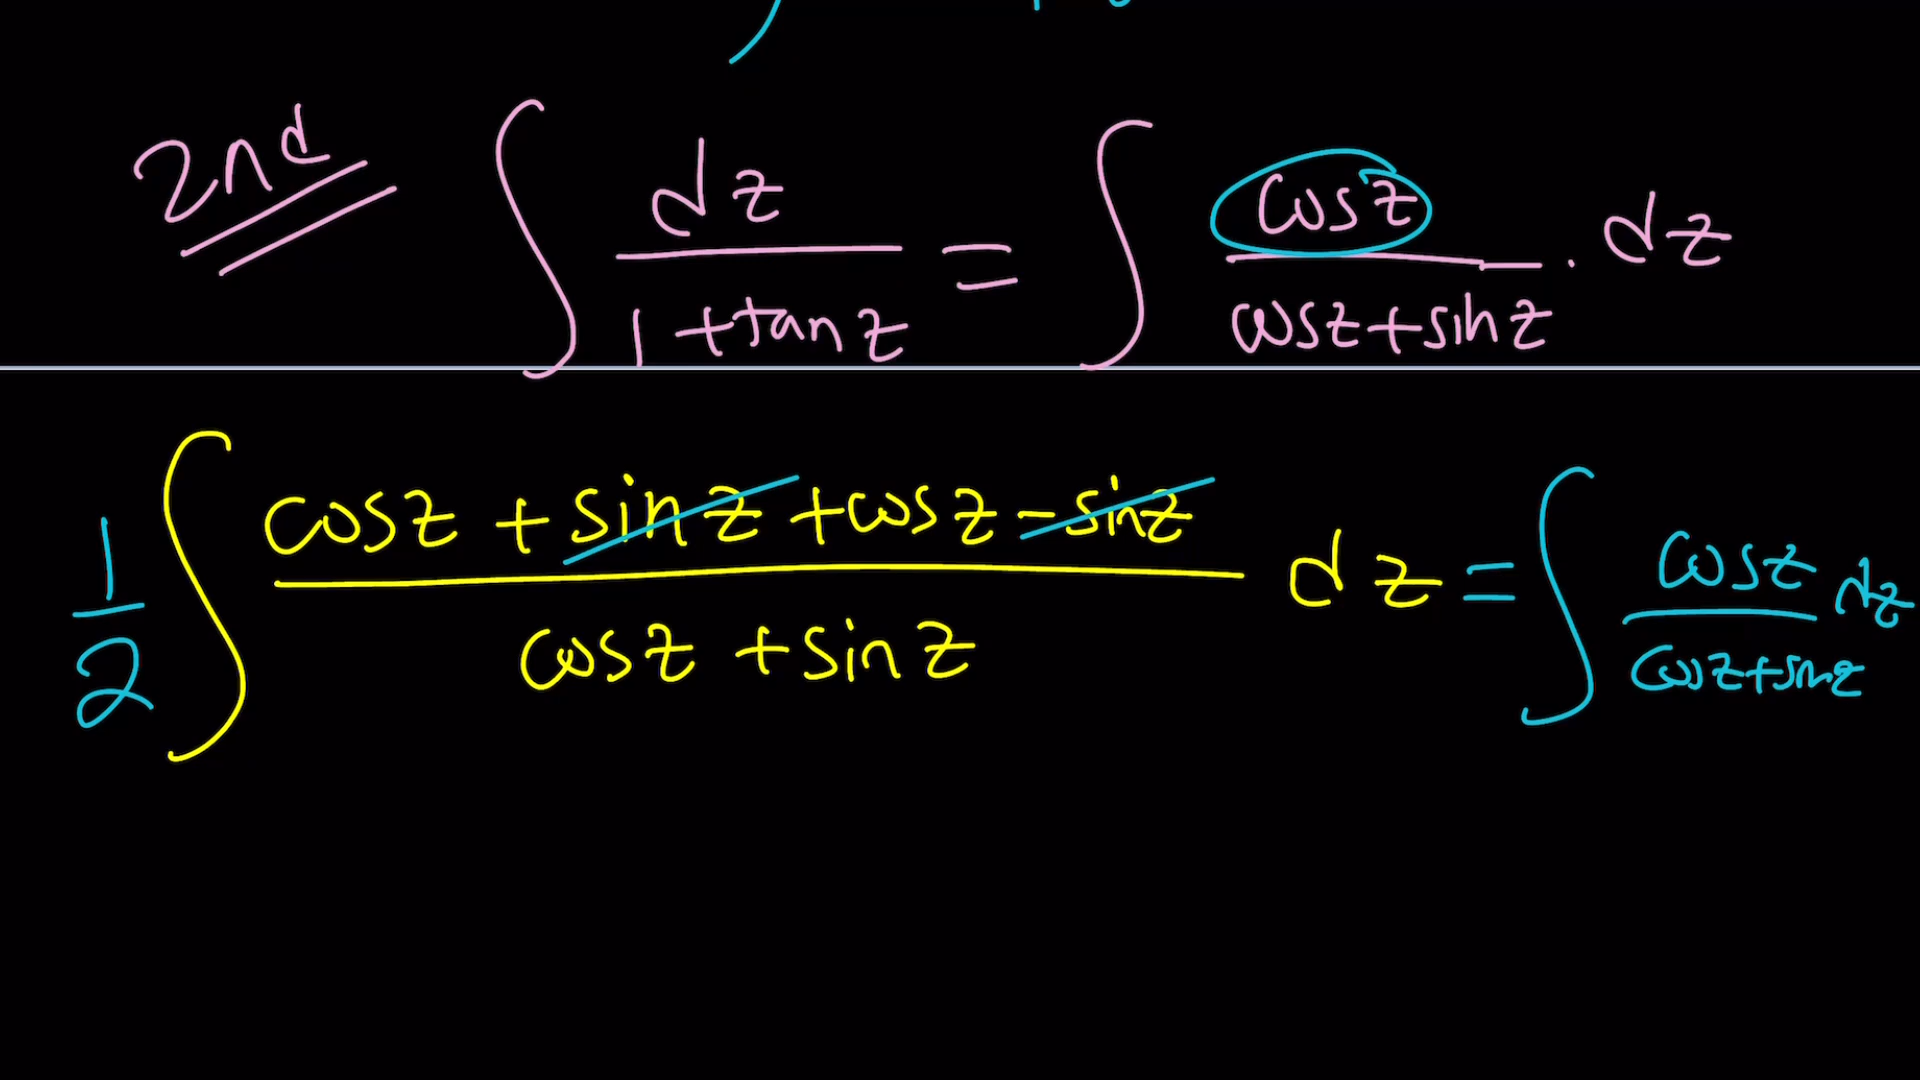 2nd ∫ dz / (1 + tan z) = ∫ cos z / (cos z + sin z) · dz
1/2 ∫ (cos z + sin z + cos z - sin z) / (cos z + sin z) dz = ∫ cos z / (cos z + sin z) dz